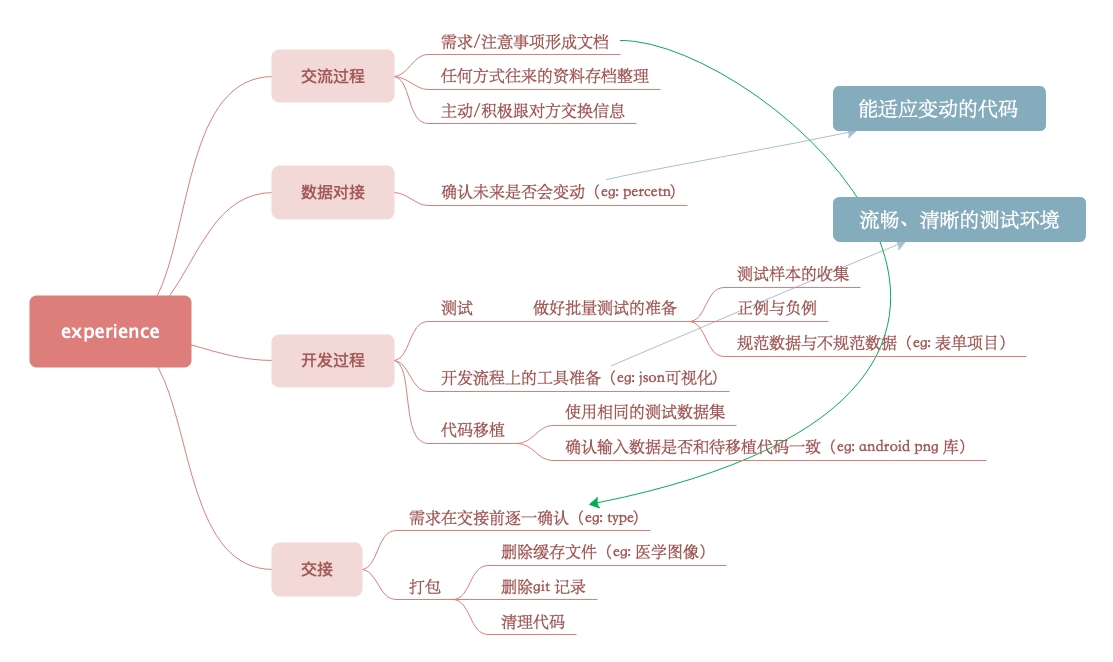 experience
交流过程
需求/注意事项形成文档
任何方式往来的资料存档整理
主动/积极跟对方交换信息
数据对接
确认未来是否会变动（eg: percetn）
能适应变动的代码
流畅、清晰的测试环境
开发过程
测试
做好批量测试的准备
测试样本的收集
正例与负例
规范数据与不规范数据（eg: 表单项目）
开发流程上的工具准备（eg: json可视化）
代码移植
使用相同的测试数据集
确认输入数据是否和待移植代码一致（eg: android png 库）
交接
需求在交接前逐一确认（eg: type）
打包
删除缓存文件（eg: 医学图像）
删除git 记录
清理代码